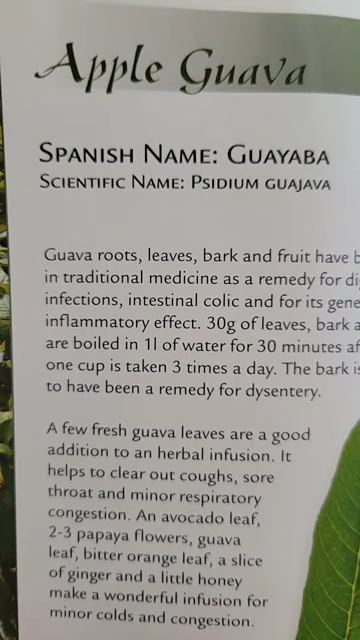 Apple Guava
Spanish Name: Guayaba
Scientific Name: Psidium guajava
Guava roots, leaves, bark and fruit have
in traditional medicine as a remedy for
infections, intestinal colic and for its
inflammatory effect. 30g of leaves, bark
are boiled in 1l of water for 30 minutes
one cup is taken 3 times a day. The bark
to have been a remedy for dysentery.
A few fresh guava leaves are a good
addition to an herbal infusion. It
helps to clear out coughs, sore
throat and minor respiratory
congestion. An avocado leaf,
2-3 papaya flowers, guava
leaf, bitter orange leaf, a slice
of ginger and a little honey
make a wonderful infusion for
minor colds and congestion.